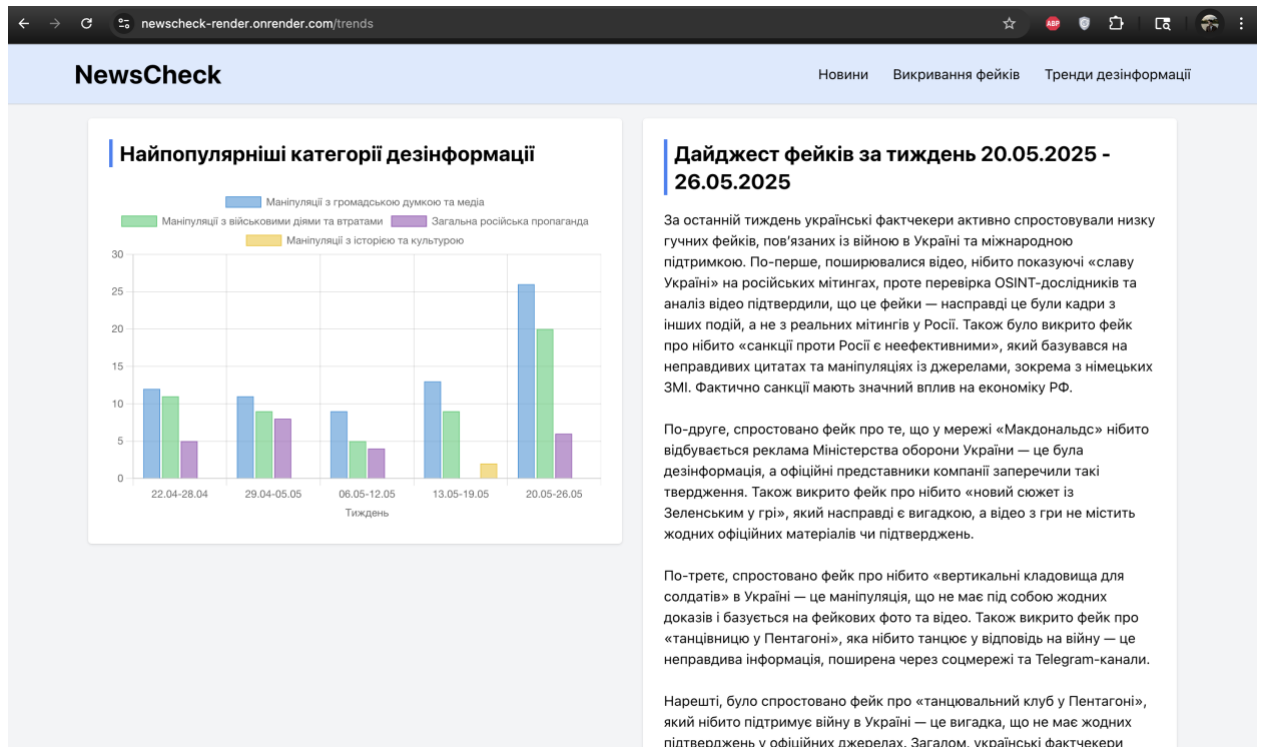 newscheck-render.onrender.com/trends
ABP
NewsCheck
Новини Викривання фейків Тренди дезінформації
Найпопулярніші категорії дезінформації
Маніпуляції з громадською думкою та медіа
Маніпуляції з військовими діями та втратами Загальна російська пропаганда
Маніпуляції з історією та культурою
30
25
20
15
10
5
0
22.04-28.04 29.04-05.05 06.05-12.05 13.05-19.05 20.05-26.05
Тиждень
Дайджест фейків за тиждень 20.05.2025 -
26.05.2025
За останній тиждень українські фактчекери активно спростовували низку
гучних фейків, пов’язаних із війною в Україні та міжнародною
підтримкою. По-перше, поширювалися відео, нібито показуючі «славу
Україні» на російських мітингах, проте перевірка OSINT-дослідників та
аналіз відео підтвердили, що це фейки — насправді це були кадри з
інших подій, а не з реальних мітингів у Росії. Також було викрито фейк
про нібито «санкції проти Росії є неефективними», який базувався на
неправдивих цитатах та маніпуляціях із джерелами, зокрема з німецьких
ЗМІ. Фактично санкції мають значний вплив на економіку РФ.
По-друге, спростовано фейк про те, що у мережі «Макдональдс» нібито
відбувається реклама Міністерства оборони України — це була
дезінформація, а офіційні представники компанії заперечили такі
твердження. Також викрито фейк про нібито «новий сюжет із
Зеленським у грі», який насправді є вигадкою, а відео з гри не містить
жодних офіційних матеріалів чи підтверджень.
По-третє, спростовано фейк про нібито «вертикальні кладовища для
солдатів» в Україні — це маніпуляція, що не має під собою жодних
доказів і базується на фейкових фото та відео. Також викрито фейк про
«танцівницю у Пентагоні», яка нібито танцює у відповідь на війну — це
неправдива інформація, поширена через соцмережі та Telegram-канали.
Нарешті, було спростовано фейк про «танцювальний клуб у Пентагоні»,
який нібито підтримує війну в Україні — це вигадка, що не має жодних
підтверджень у офіційних джерелах. Загалом, українські фактчекери